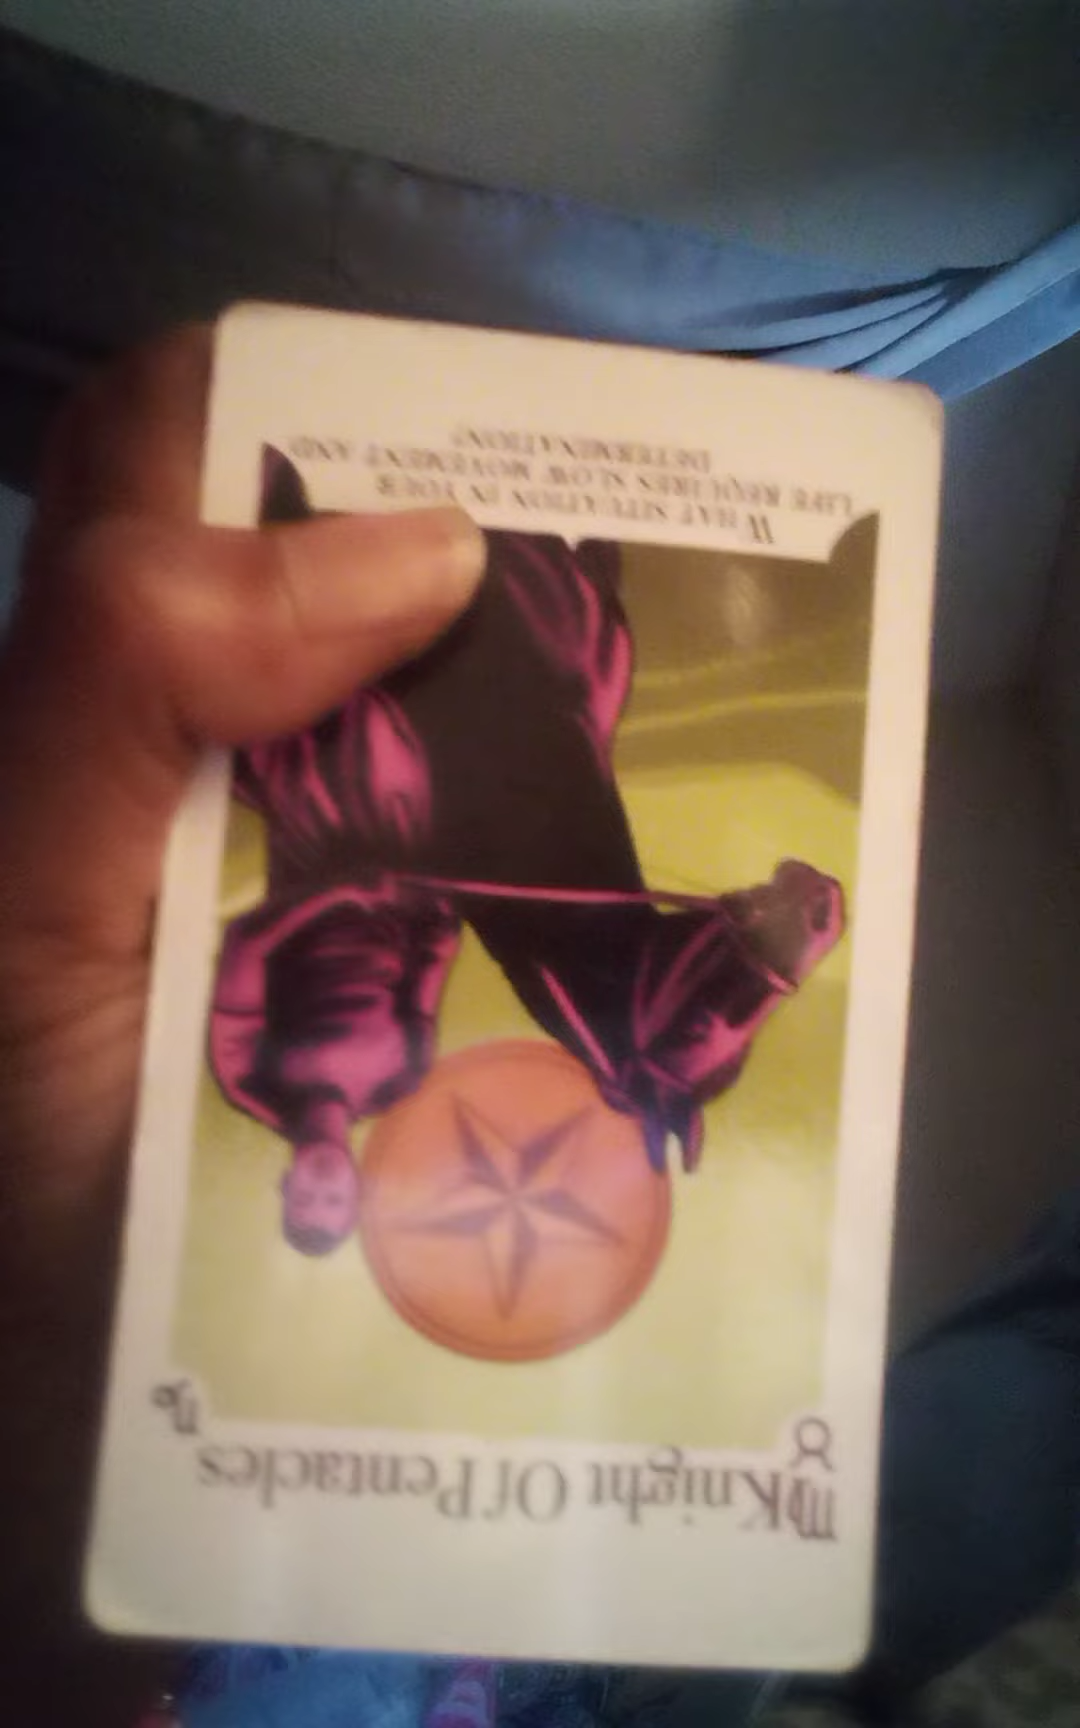 Knight Of Pentacles
WHAT SITUATION IN YOUR
LIFE REQUIRES SLOW MOVEMENT AND
DETERMINATION?